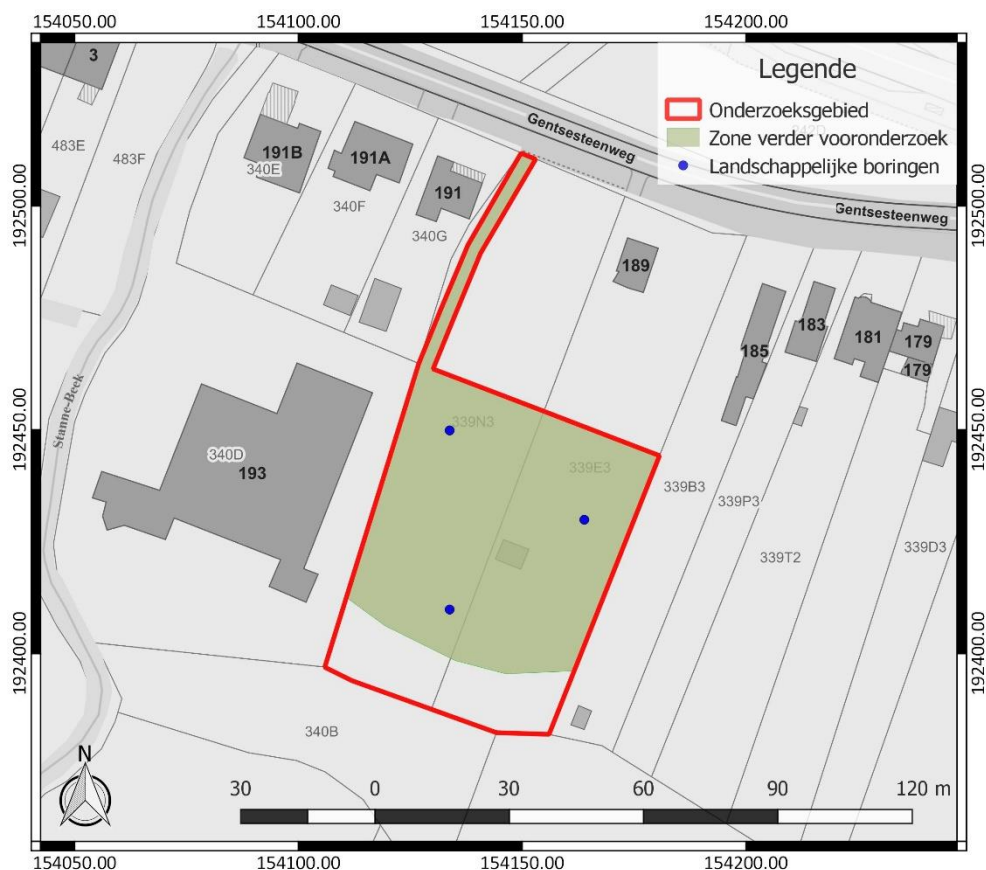 154050.00 154100.00 154150.00 154200.00
192500.00
192450.00
192400.00
192500.00
192450.00
192400.00
Legende
Onderzoeksgebied
Zone verder vooronderzoek
Landschappelijke boringen
Gentsesteenweg
Gentsesteenweg
3
483E
483F
191B
340E
191A
340F
191
340G
189
185
183
181
179
179
Stanne-Beek
340D
193
339N3
339E3
339B3
339P3
339T2
339D3
340B
N
30 0 30 60 90 120 m
154050.00 154100.00 154150.00 154200.00